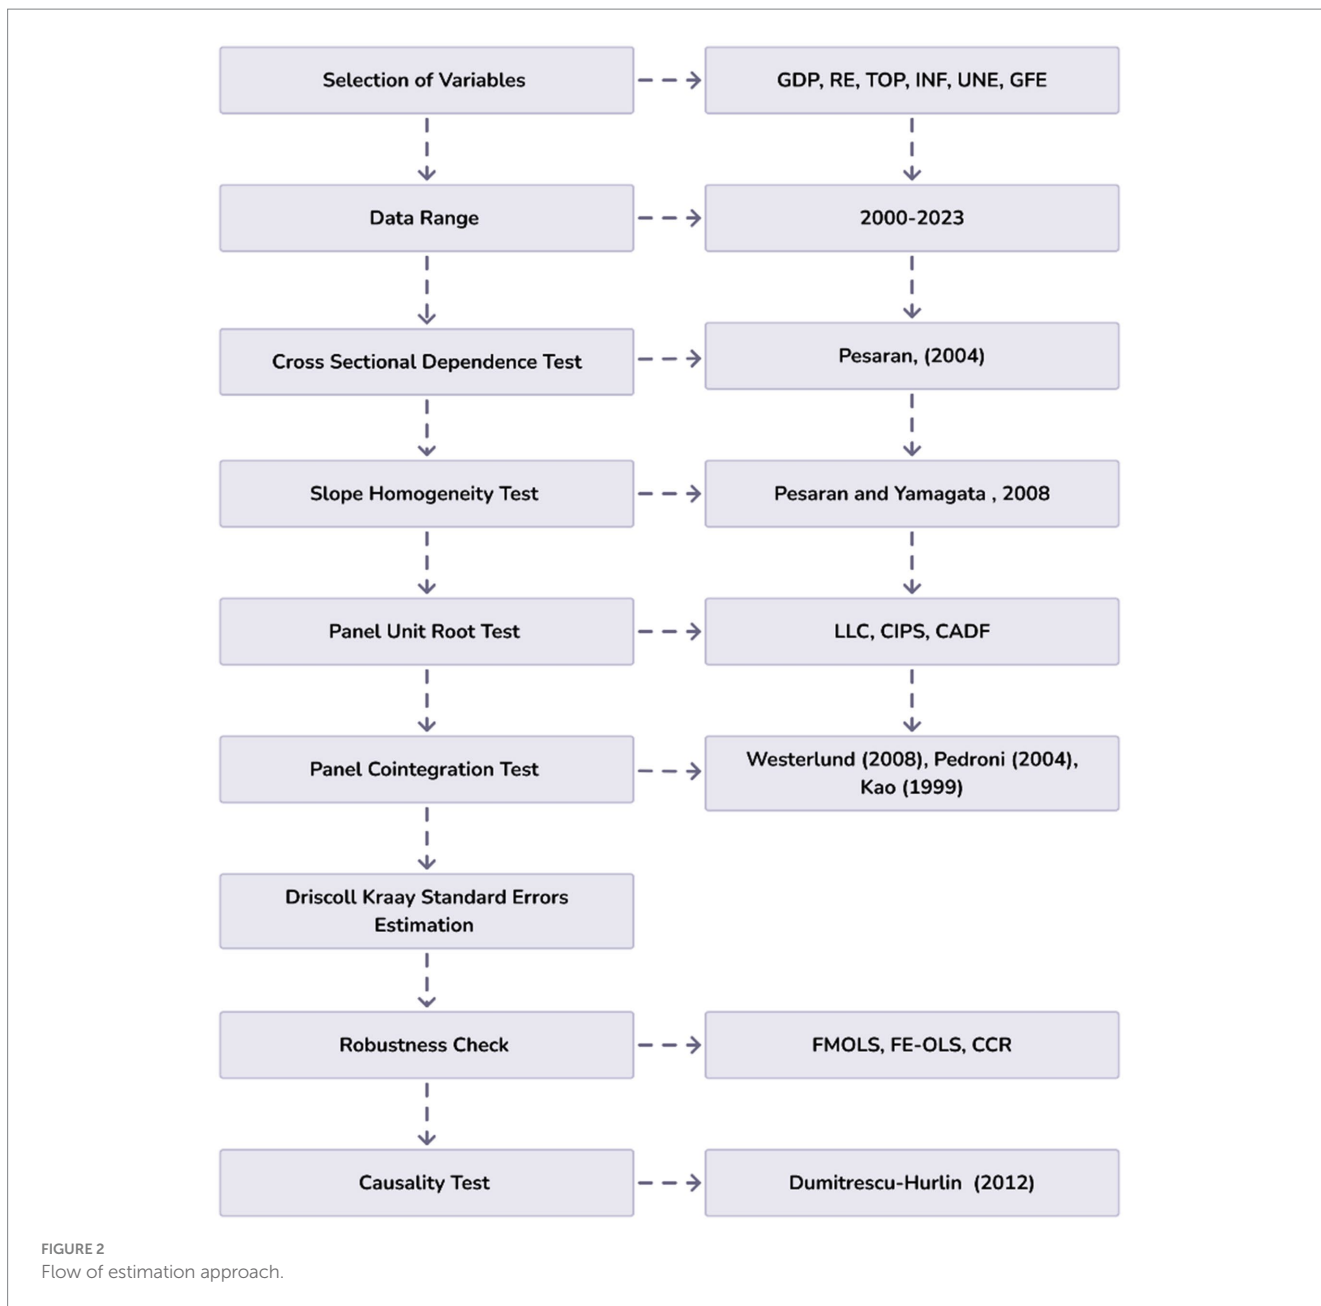 Selection of Variables
GDP, RE, TOP, INF, UNE, GFE
Data Range
2000-2023
Cross Sectional Dependence Test
Pesaran, (2004)
Slope Homogeneity Test
Pesaran and Yamagata , 2008
Panel Unit Root Test
LLC, CIPS, CADF
Panel Cointegration Test
Westerlund (2008), Pedroni (2004),
Kao (1999)
Driscoll Kraay Standard Errors
Estimation
Robustness Check
FMOLS, FE-OLS, CCR
Causality Test
Dumitrescu-Hurlin (2012)
FIGURE 2
Flow of estimation approach.